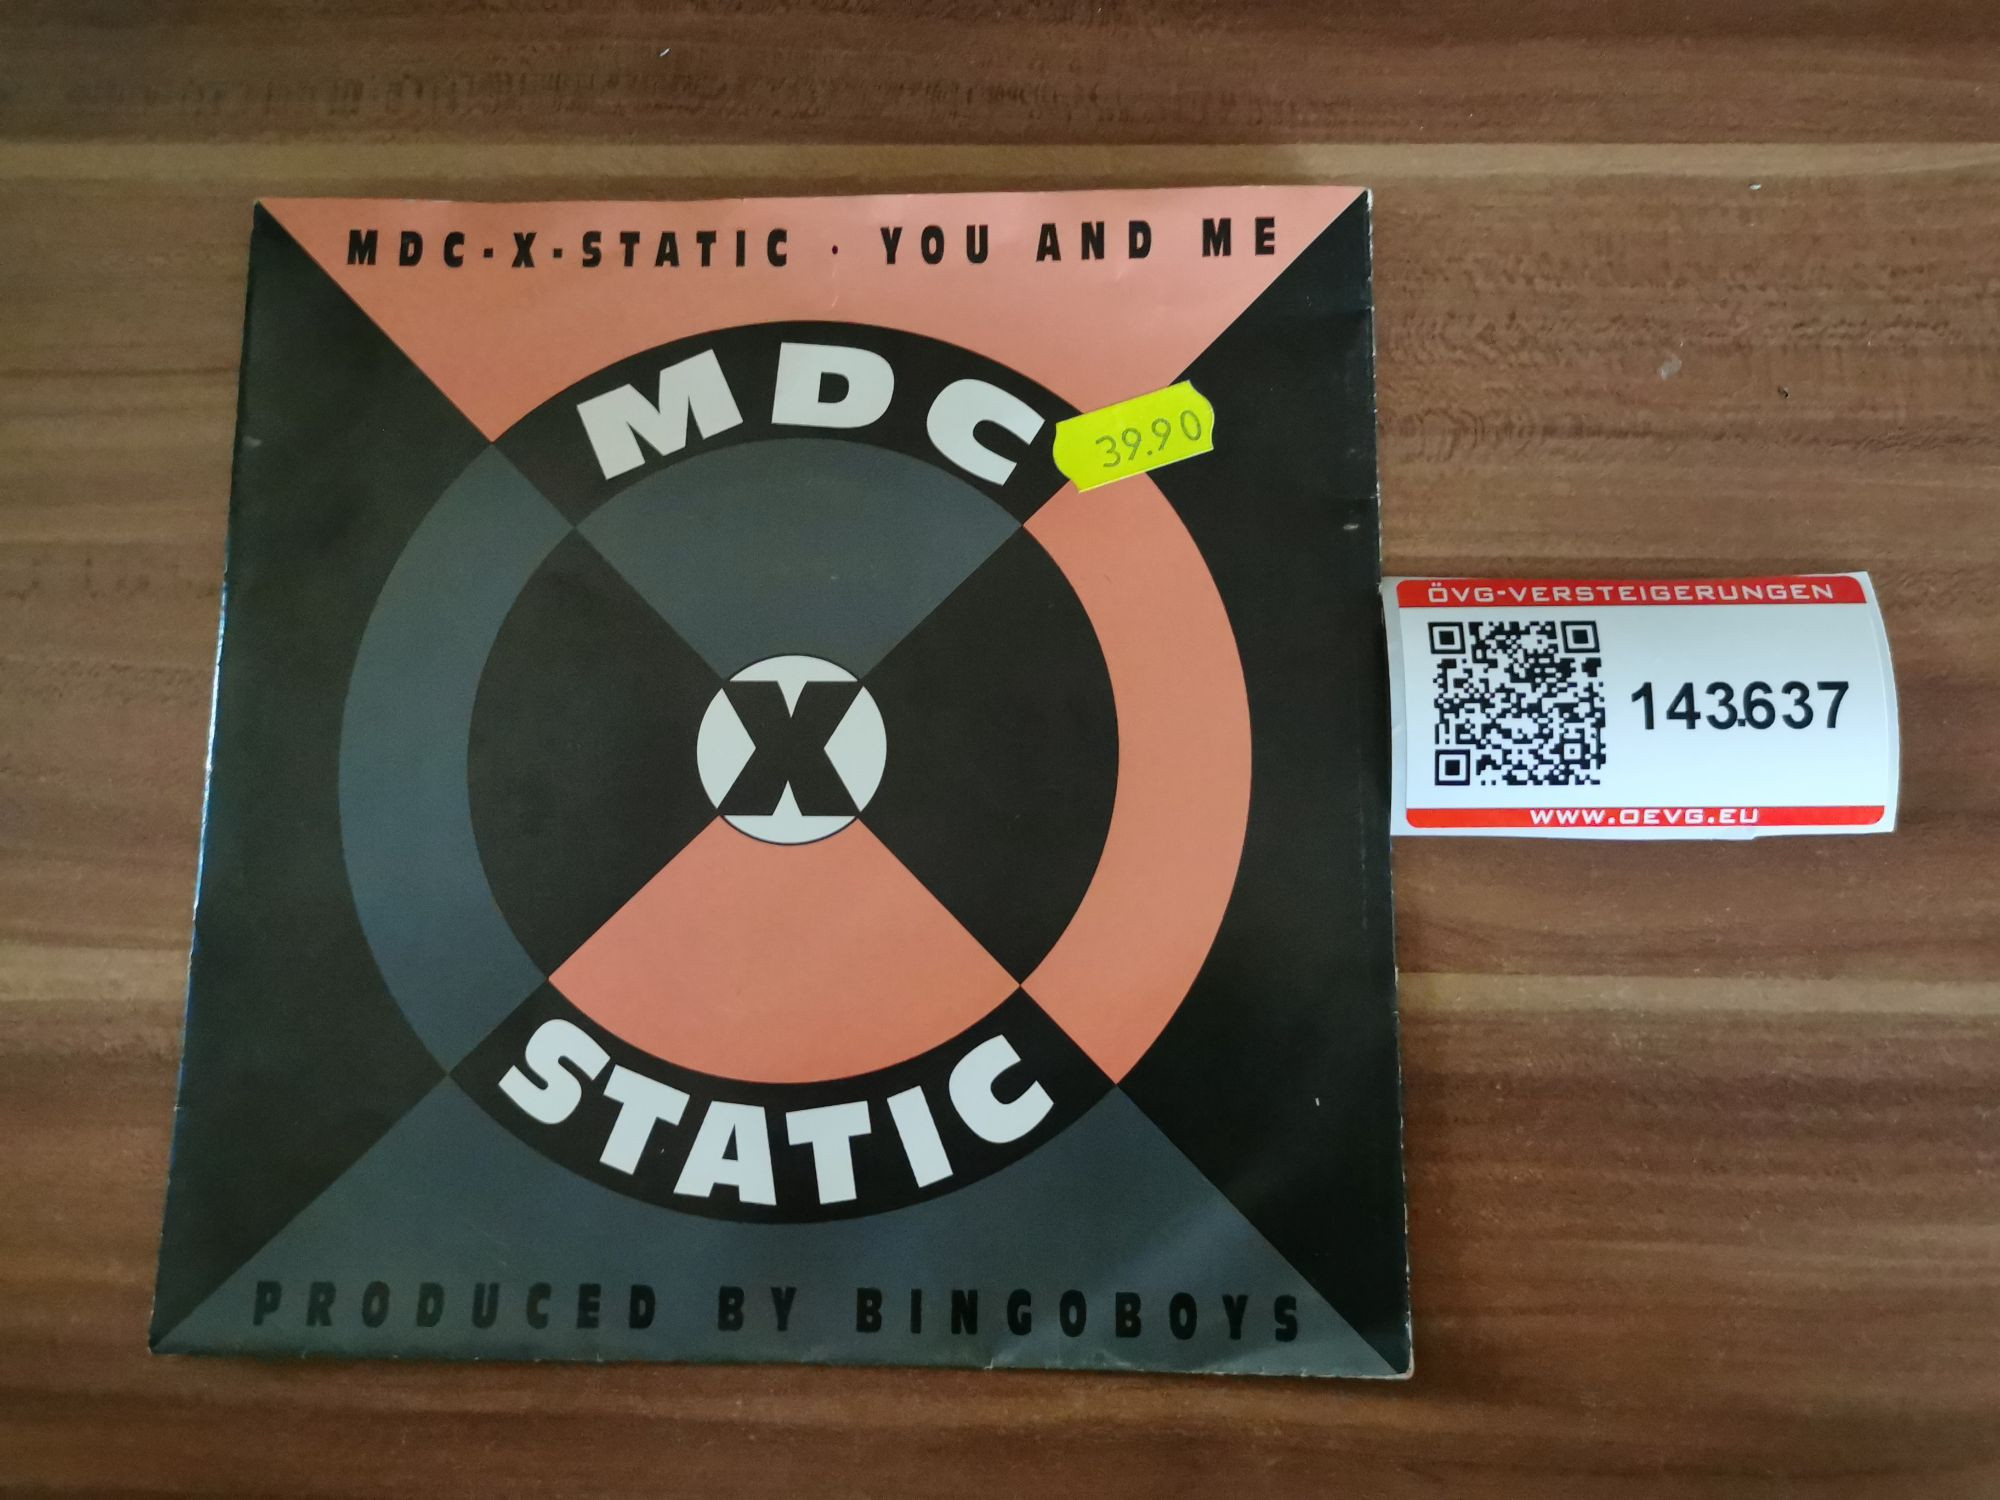 MDC-X-STATIC · YOU AND ME
MDC
39.90
X
STATIC
PRODUCED BY BINGOBOYS
ÖVG-VERSTEIGERUNGEN
143.637
WWW.OEVG.EU